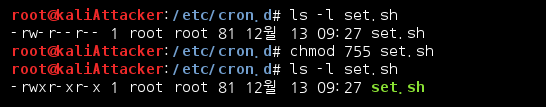 root@kaliAttacker:/etc/cron.d# ls -l set.sh
-rw-r--r-- 1 root root 81 12월 13 09:27 set.sh
root@kaliAttacker:/etc/cron.d# chmod 755 set.sh
root@kaliAttacker:/etc/cron.d# ls -l set.sh
-rwxr-xr-x 1 root root 81 12월 13 09:27 set.sh